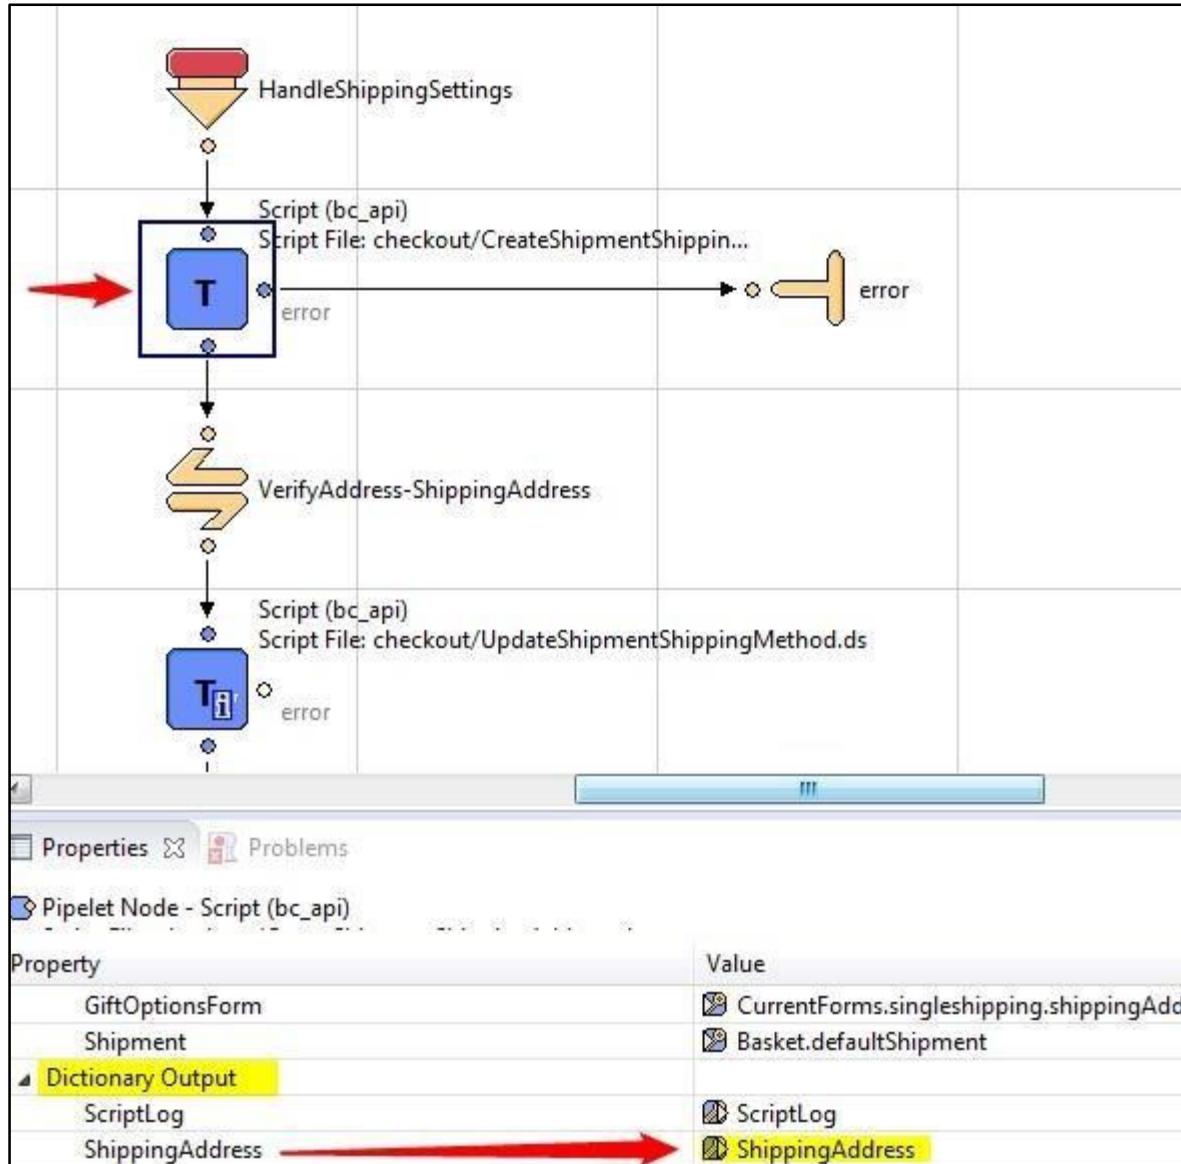 HandleShippingSettings
Script (bc_api)
Script File: checkout/CreateShipmentShippin...
T
error
error
VerifyAddress-ShippingAddress
Script (bc_api)
Script File: checkout/UpdateShipmentShippingMethod.ds
T i
error
Properties Problems
Pipelet Node - Script (bc_api)
Property Value
GiftOptionsForm CurrentForms.singleshipping.shippingAdd
Shipment Basket.defaultShipment
Dictionary Output
ScriptLog ScriptLog
ShippingAddress ShippingAddress